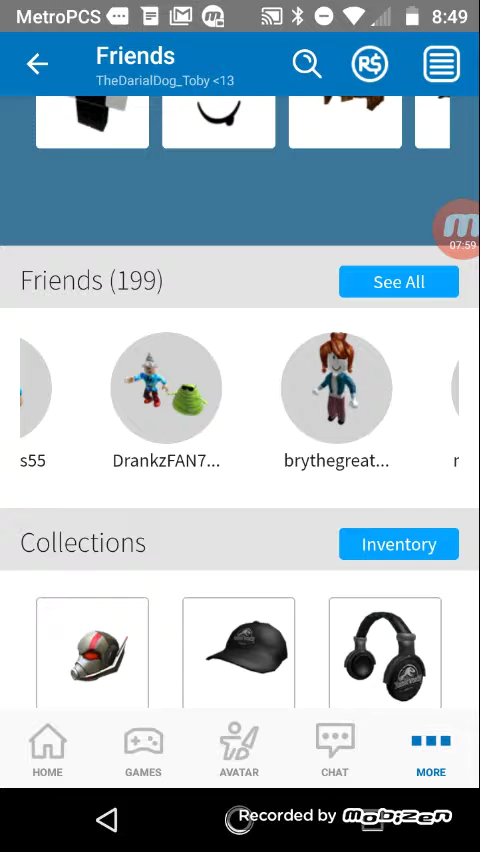 MetroPCS
8:49
Friends
TheDarialDog_Toby <13
R$
07:59
Friends (199)
See All
s55
DrankzFAN7...
brythegreat...
Collections
Inventory
HOME
GAMES
AVATAR
CHAT
MORE
Recorded by mobizen